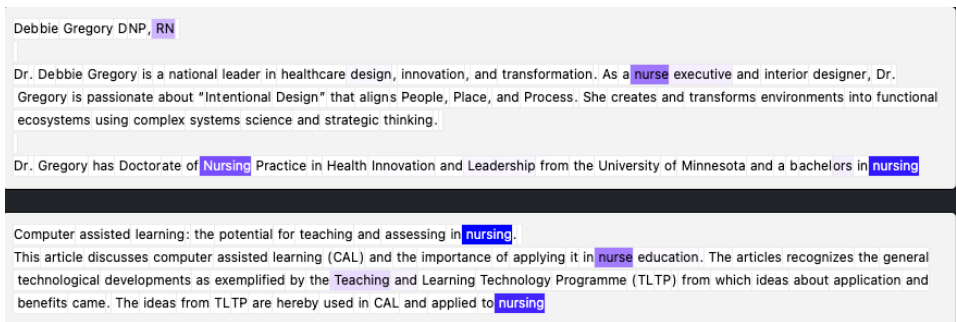 Debbie Gregory DNP, RN
Dr. Debbie Gregory is a national leader in healthcare design, innovation, and transformation. As a nurse executive and interior designer, Dr.
Gregory is passionate about “Intentional Design” that aligns People, Place, and Process. She creates and transforms environments into functional
ecosystems using complex systems science and strategic thinking.
Dr. Gregory has Doctorate of Nursing Practice in Health Innovation and Leadership from the University of Minnesota and a bachelors in nursing
Computer assisted learning: the potential for teaching and assessing in nursing.
This article discusses computer assisted learning (CAL) and the importance of applying it in nurse education. The articles recognizes the general
technological developments as exemplified by the Teaching and Learning Technology Programme (TLTP) from which ideas about application and
benefits came. The ideas from TLTP are hereby used in CAL and applied to nursing